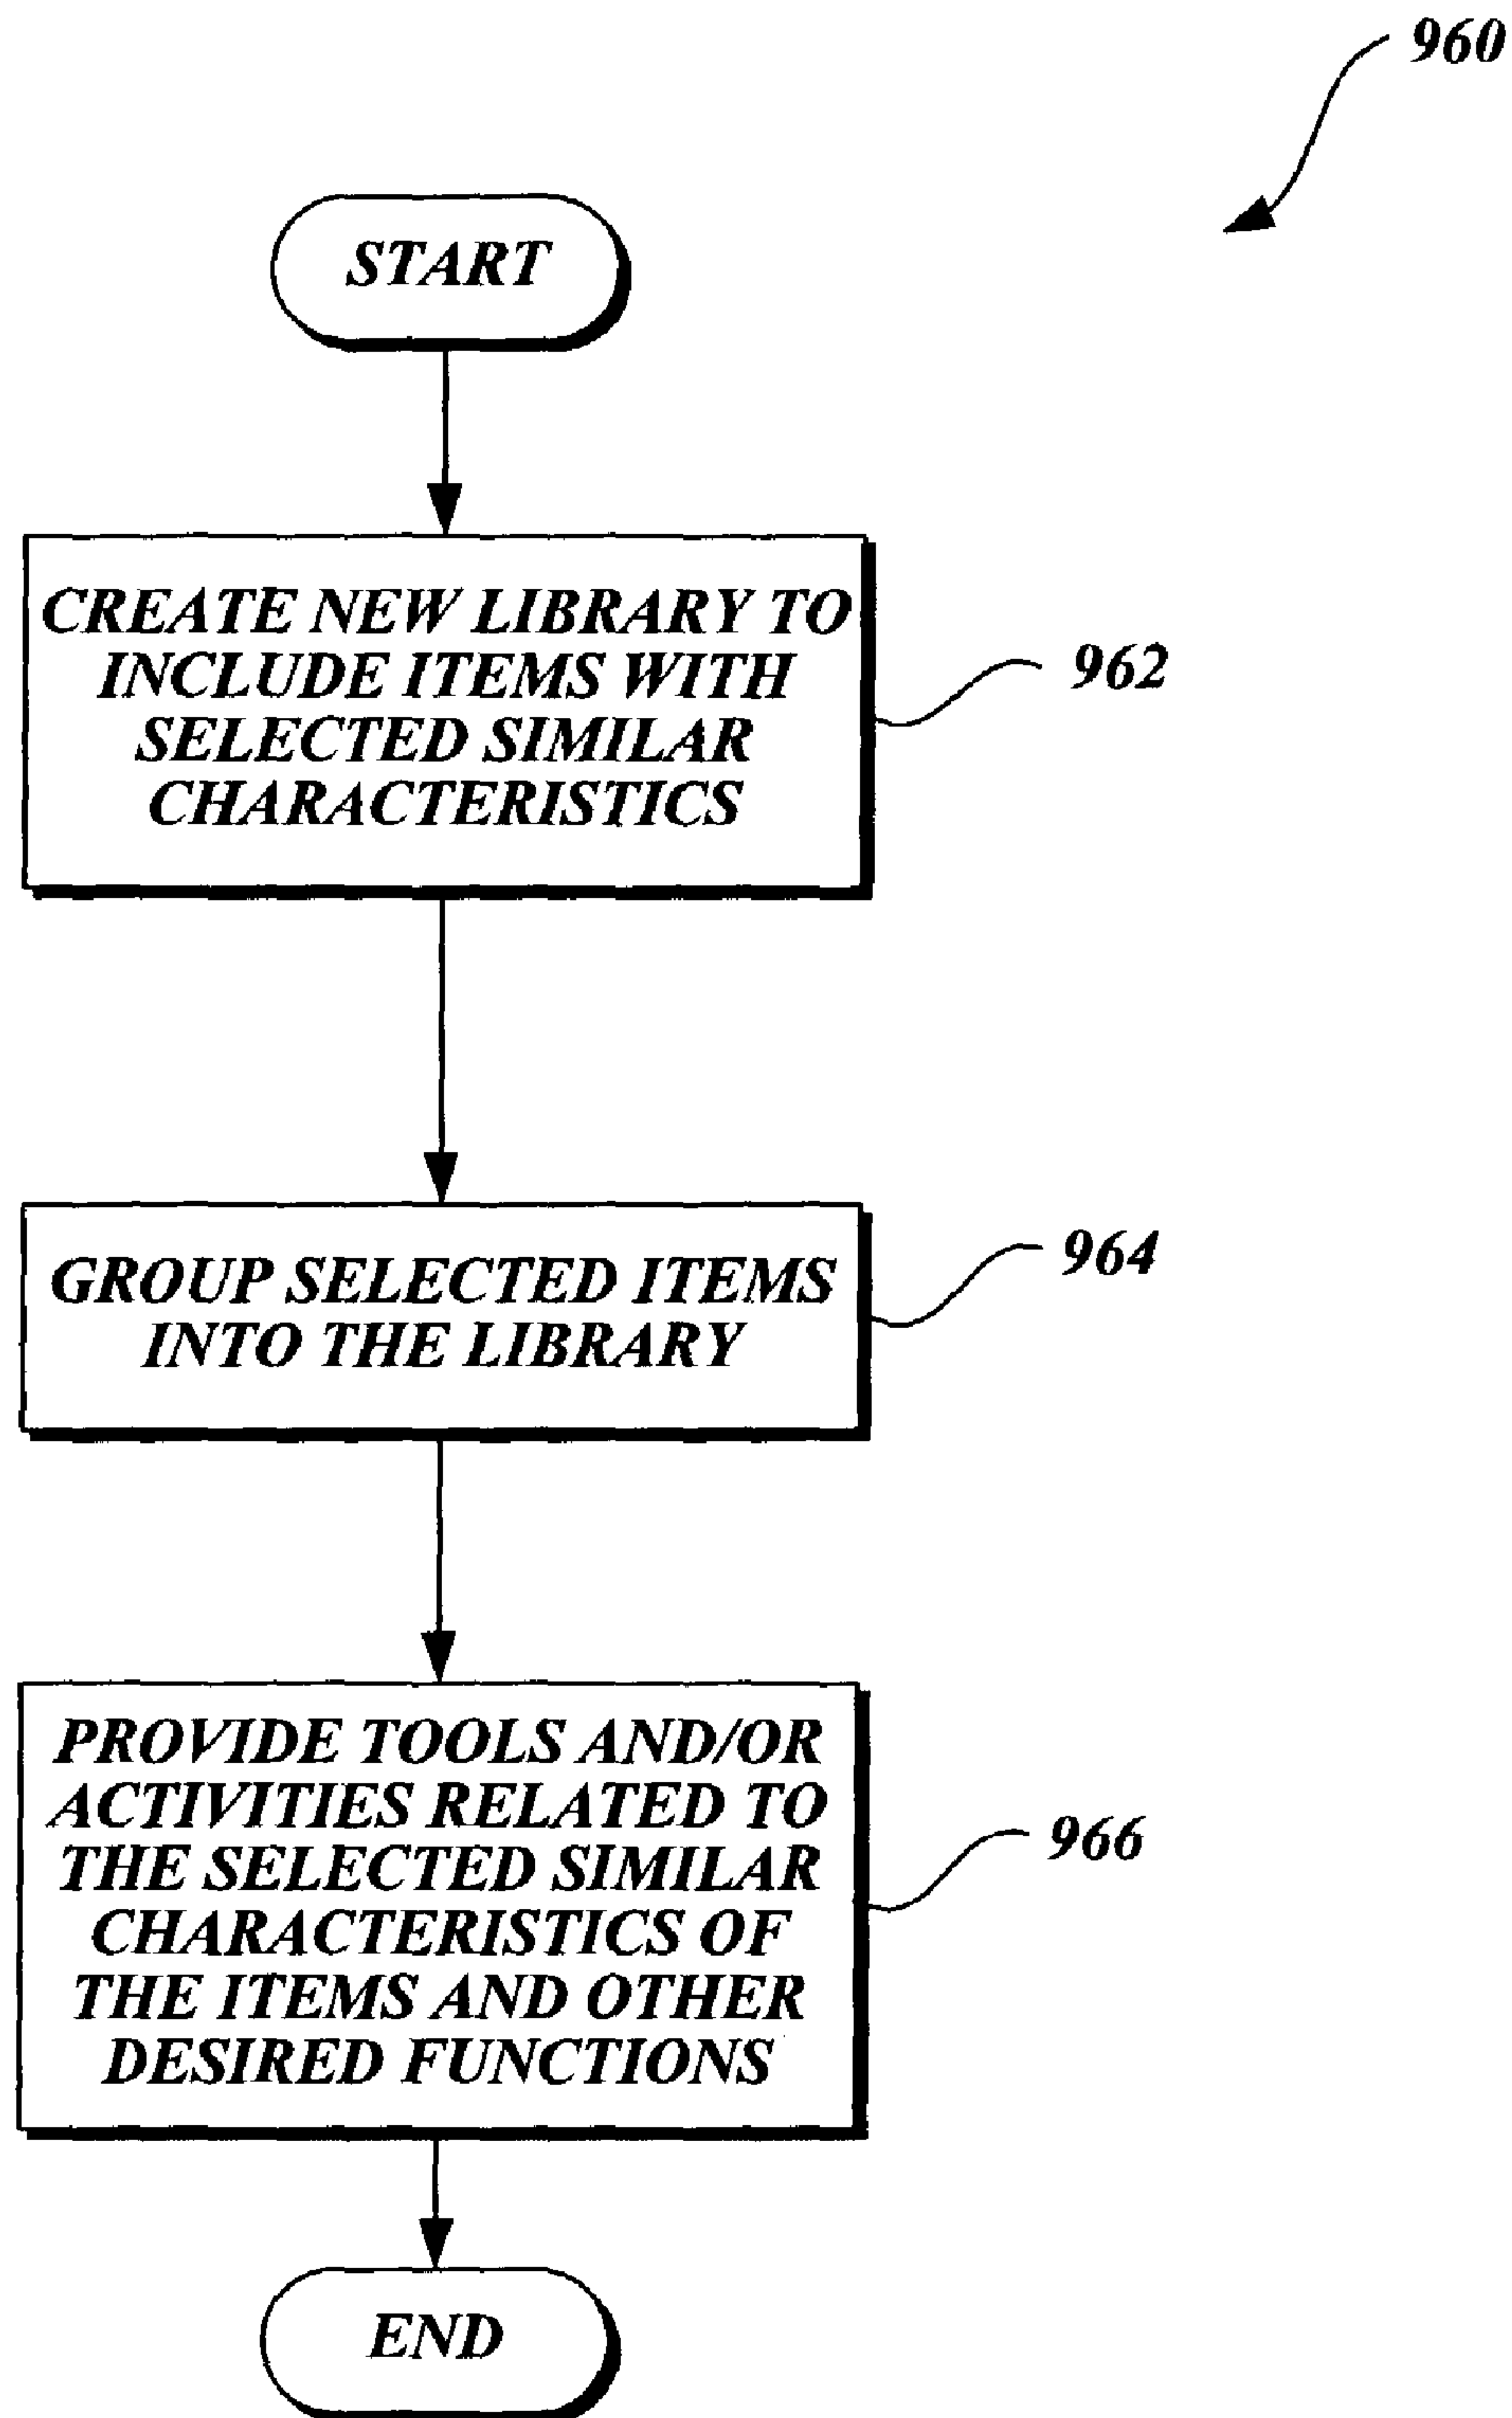 960
START
CREATE NEW LIBRARY TO
INCLUDE ITEMS WITH
SELECTED SIMILAR
CHARACTERISTICS
962
GROUP SELECTED ITEMS
INTO THE LIBRARY
964
PROVIDE TOOLS AND/OR
ACTIVITIES RELATED TO
THE SELECTED SIMILAR
CHARACTERISTICS OF
THE ITEMS AND OTHER
DESIRED FUNCTIONS
966
END